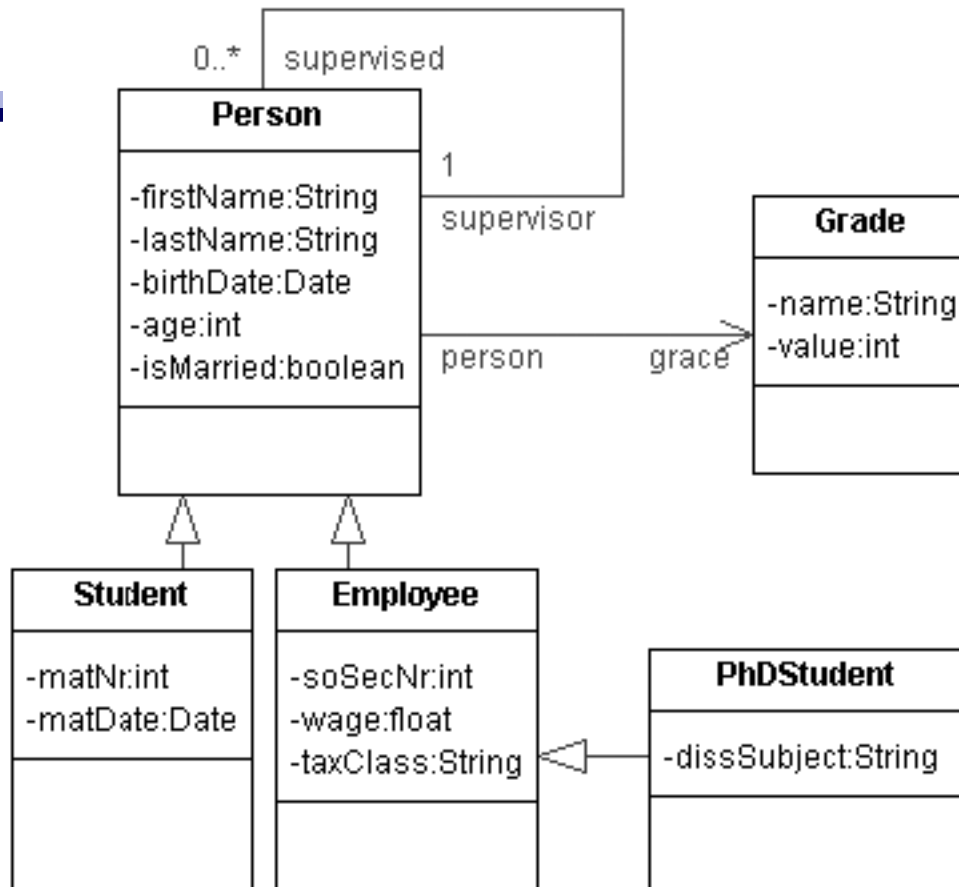 0..* supervised
Person
-firstName:String
-lastName:String
-birthDate:Date
-age:int
-isMarried:boolean
1
supervisor
person grace
Grade
-name:String
-value:int
Student
-matNr:int
-matDate:Date
Employee
-soSecNr:int
-wage:float
-taxClass:String
PhDStudent
-dissSubject:String